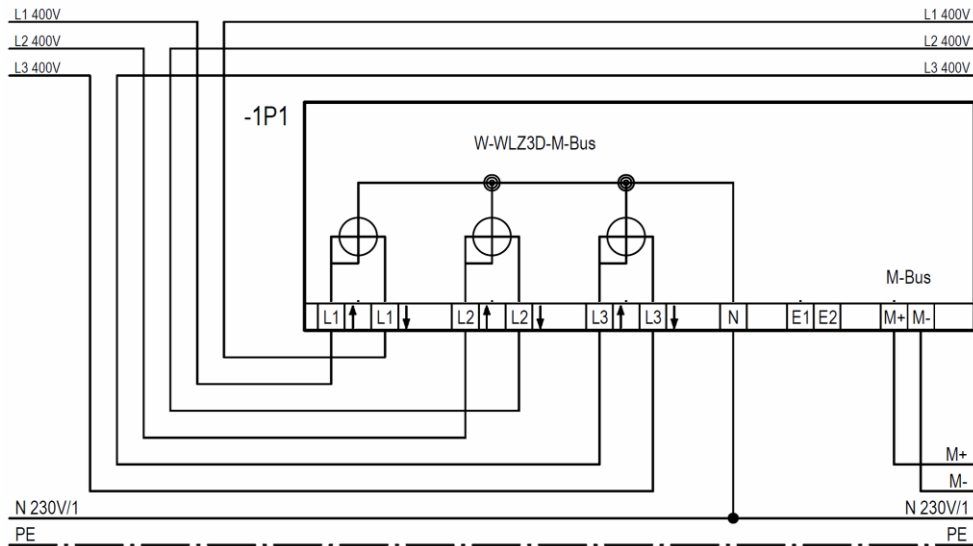 L1 400V L1 400V
L2 400V L2 400V
L3 400V L3 400V
-1P1
W-WLZ3D-M-Bus
M-Bus
L1 L1 L2 L2 L3 L3 N E1 E2 M+ M-
M+
M-
N 230V/1 N 230V/1
PE PE